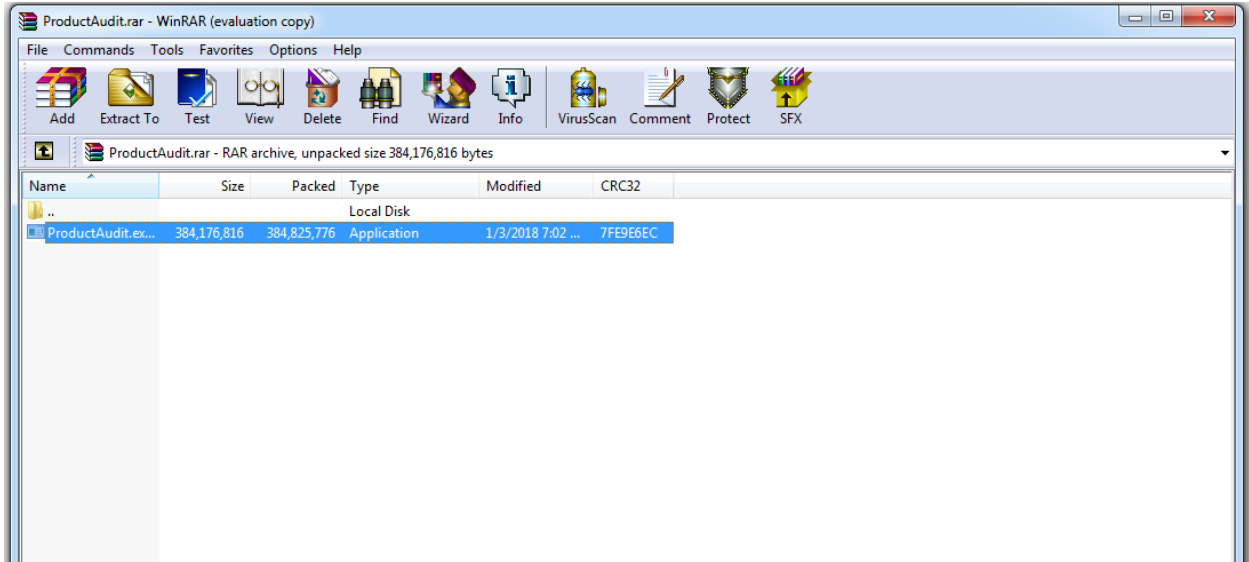 ProductAudit.rar - WinRAR (evaluation copy)
File Commands Tools Favorites Options Help
Add Extract To Test View Delete Find Wizard Info VirusScan Comment Protect SFX
ProductAudit.rar - RAR archive, unpacked size 384,176,816 bytes
Name Size Packed Type Modified CRC32
.. Local Disk
ProductAudit.ex... 384,176,816 384,825,776 Application 1/3/2018 7:02 ... 7FE9E6EC